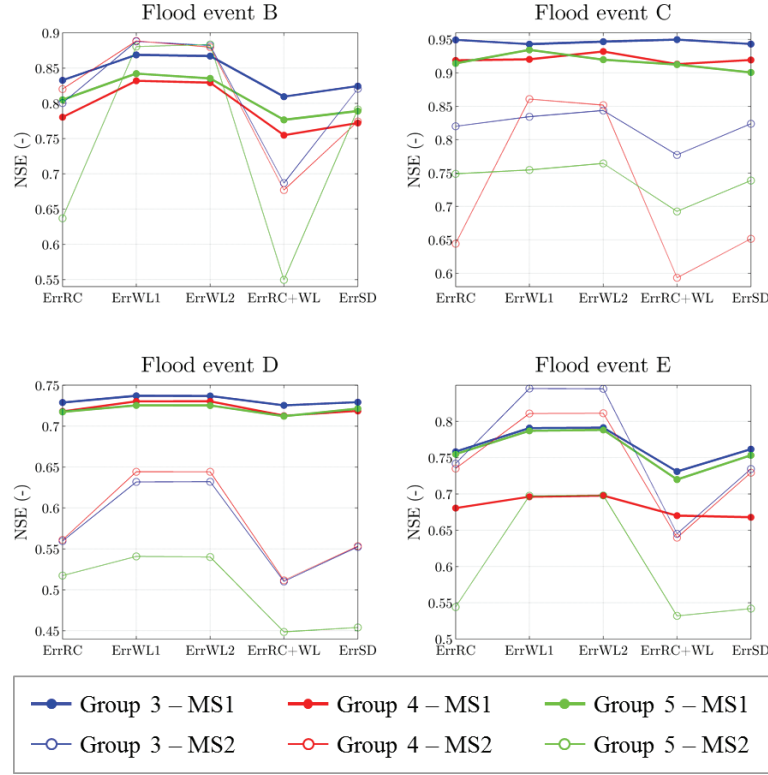 Flood event B
NSE (-)
0.9
0.85
0.8
0.75
0.7
0.65
0.6
0.55
ErrRC ErrWL1 ErrWL2 ErrRC+WL ErrSD
Flood event C
NSE (-)
0.95
0.9
0.85
0.8
0.75
0.7
0.65
0.6
ErrRC ErrWL1 ErrWL2 ErrRC+WL ErrSD
Flood event D
NSE (-)
0.75
0.7
0.65
0.6
0.55
0.5
0.45
ErrRC ErrWL1 ErrWL2 ErrRC+WL ErrSD
Flood event E
NSE (-)
0.8
0.75
0.7
0.65
0.6
0.55
0.5
ErrRC ErrWL1 ErrWL2 ErrRC+WL ErrSD
Group 3 – MS1 Group 4 – MS1 Group 5 – MS1
Group 3 – MS2 Group 4 – MS2 Group 5 – MS2